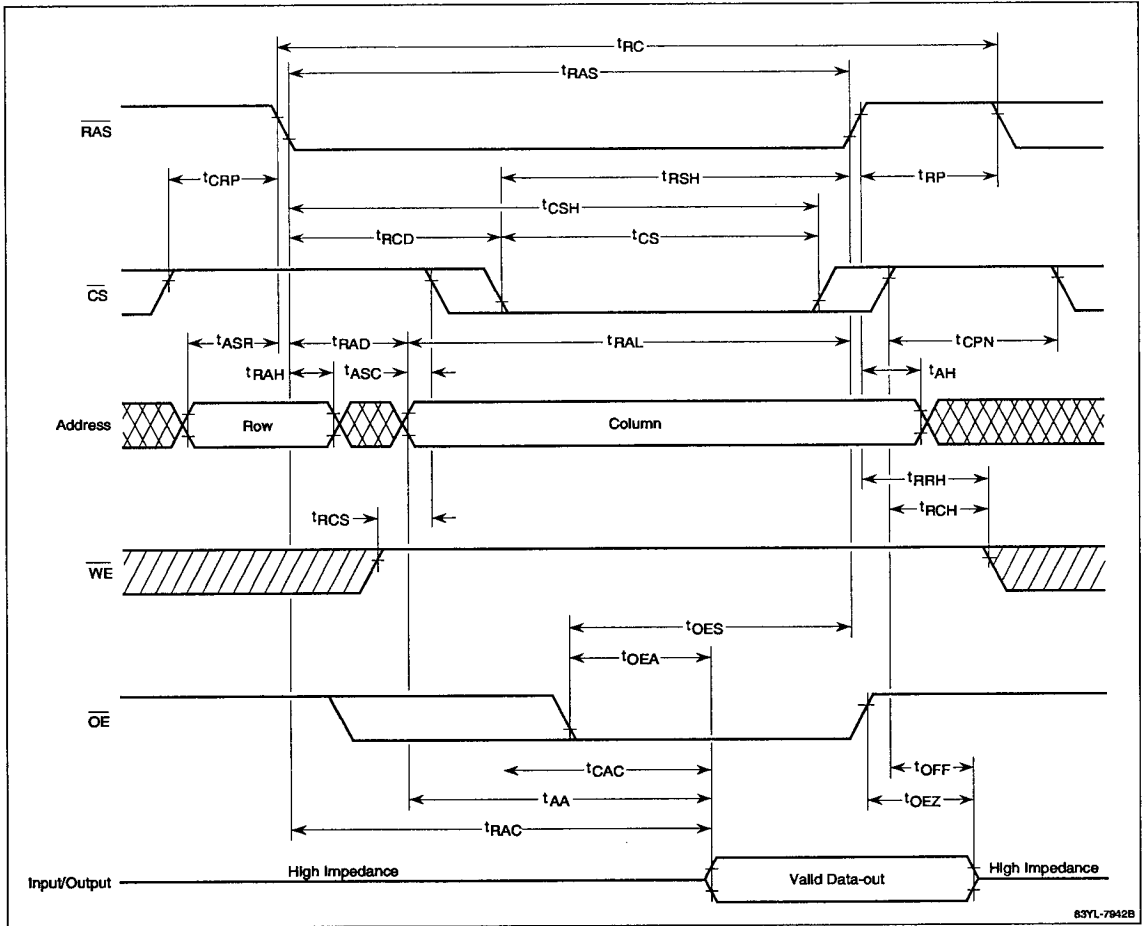 tRC
tRAS
RAS
tCRP
tRSH
tRP
tCSH
tRCD
tCS
CS
tASR
tRAD
tRAL
tCPN
tRAH
tASC
tAH
Address
Row
Column
tRRH
tRCS
tRCH
WE
tOES
tOEA
OE
tCAC
tOFF
tAA
tOEZ
tRAC
High Impedance
High Impedance
Input/Output
Valid Data-out
83YL-7942B